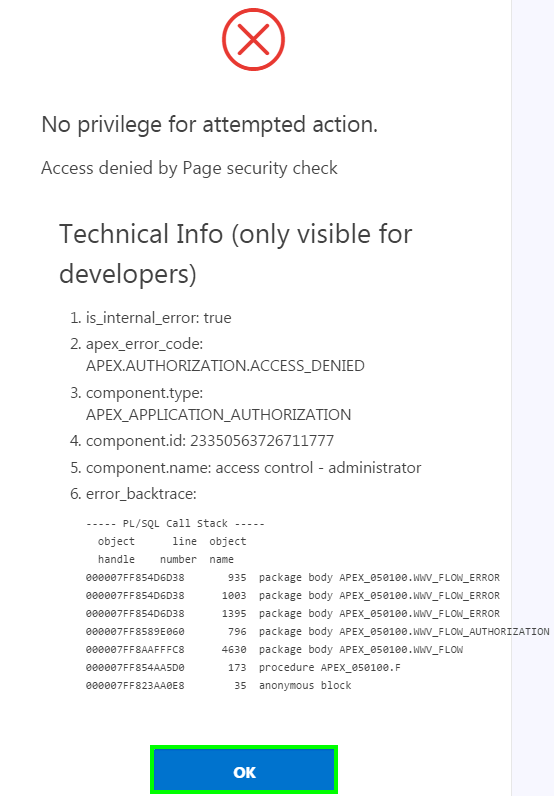 No privilege for attempted action.
Access denied by Page security check
Technical Info (only visible for
developers)
1. is_internal_error: true
2. apex_error_code:
APEX.AUTHORIZATION.ACCESS_DENIED
3. component.type:
APEX_APPLICATION_AUTHORIZATION
4. component.id: 23350563726711777
5. component.name: access control - administrator
6. error_backtrace:
----- PL/SQL Call Stack -----
  object      line  object
  handle    number  name
000007FF854D6D38       935  package body APEX_050100.WWV_FLOW_ERROR
000007FF854D6D38      1003  package body APEX_050100.WWV_FLOW_ERROR
000007FF854D6D38      1395  package body APEX_050100.WWV_FLOW_ERROR
000007FF8589E060       796  package body APEX_050100.WWV_FLOW_AUTHORIZATION
000007FF8AAFFFC8      4630  package body APEX_050100.WWV_FLOW
000007FF854AA5D0       173  procedure APEX_050100.F
000007FF823AA0E8        35  anonymous block
OK